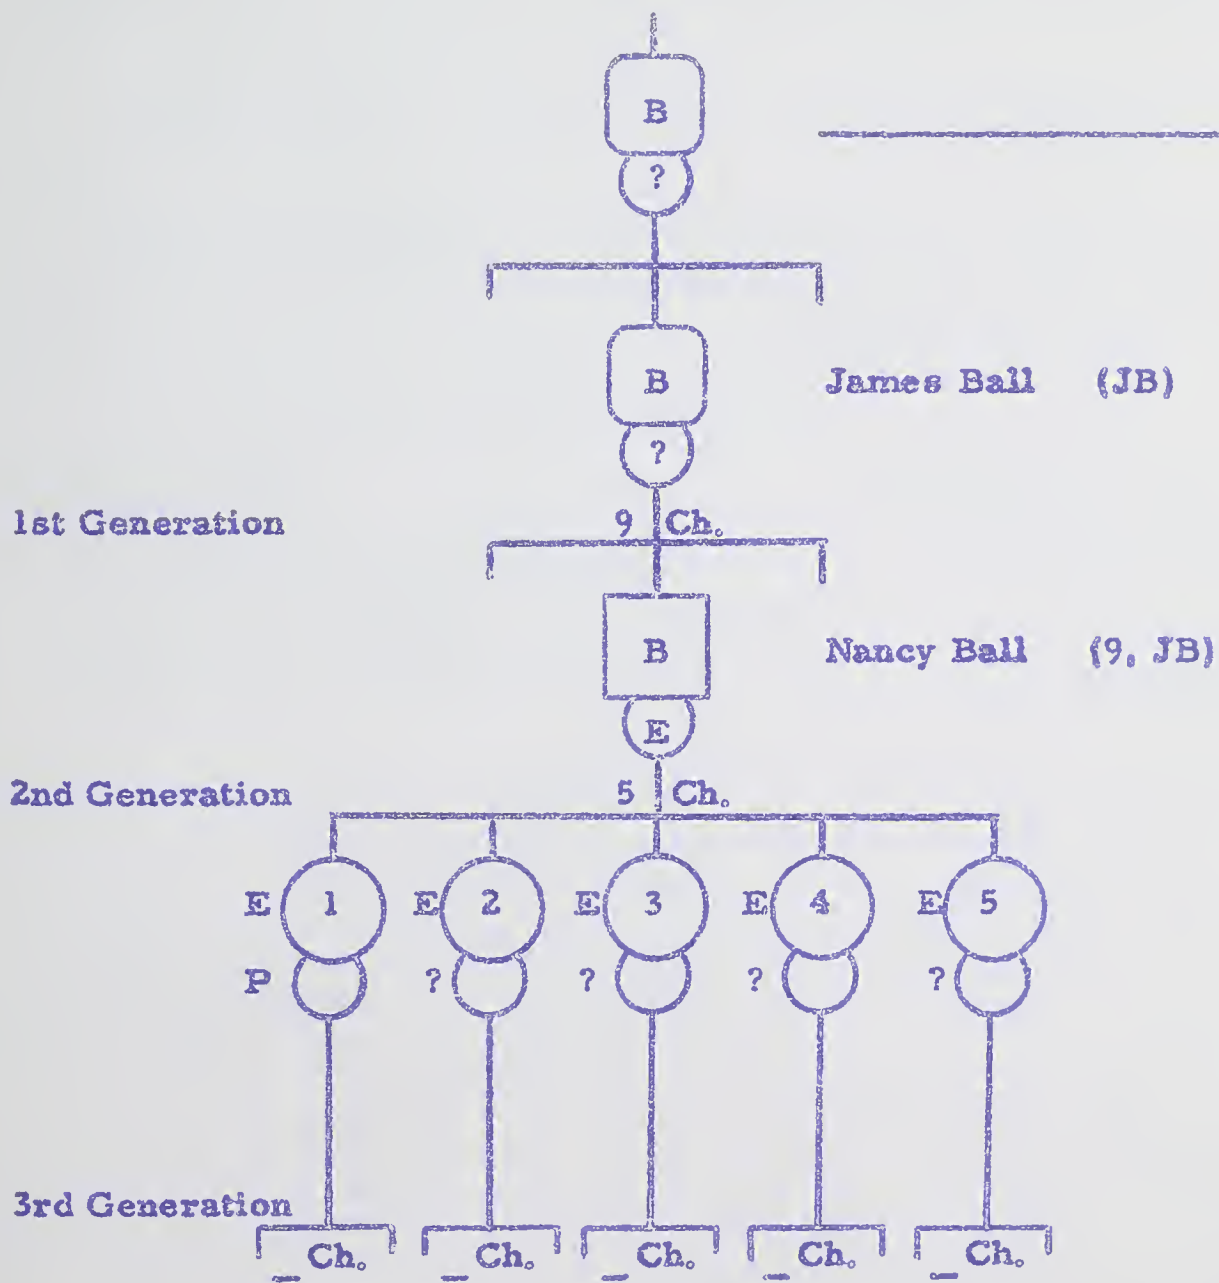 B
?
B
James Ball (JB)
?
1st Generation
9 Ch.
B
Nancy Ball (9, JB)
E
2nd Generation
5 Ch.
E 1 E 2 E 3 E 4 E 5
P ? ? ? ?
3rd Generation
_ Ch. _ Ch. _ Ch. _ Ch. _ Ch.